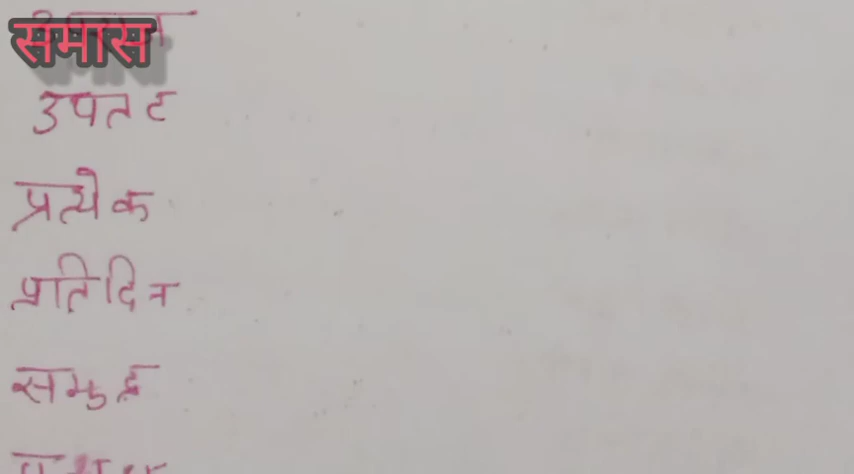 समास
उपतट
प्रत्येक
प्रतिदिन
समुद्र